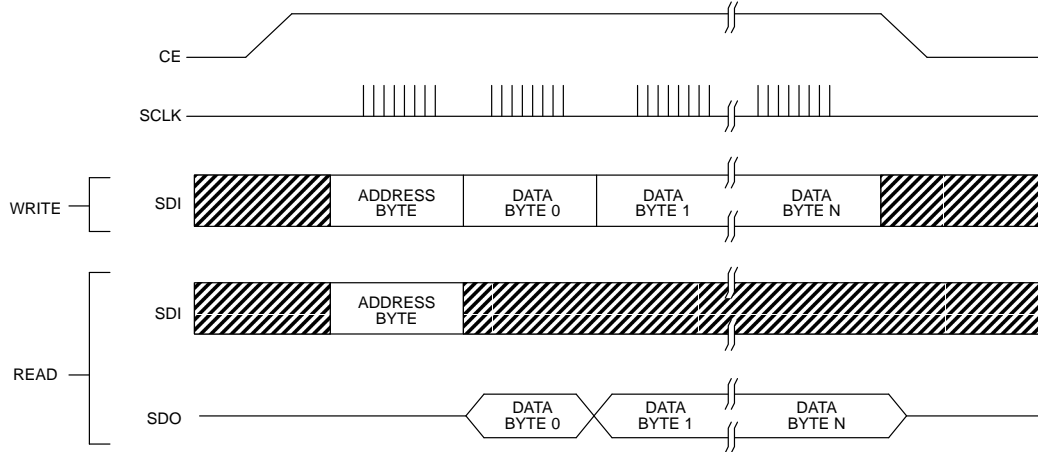 CE
SCLK
WRITE
SDI
ADDRESS
BYTE
DATA
BYTE 0
DATA
BYTE 1
DATA
BYTE N
READ
SDI
ADDRESS
BYTE
SDO
DATA
BYTE 0
DATA
BYTE 1
DATA
BYTE N